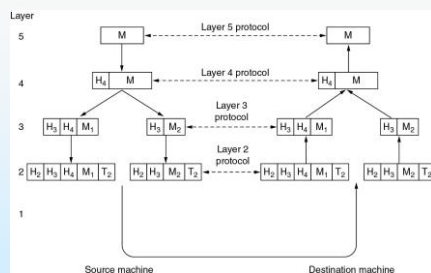 Layer
5 M Layer 5 protocol M
4 H₄ M Layer 4 protocol H₄ M
3 H₃ H₄ M₁ H₃ M₂ Layer 3 protocol H₃ H₄ M₁ H₃ M₂
2 H₂ H₃ H₄ M₁ T₂ H₂ H₃ M₂ T₂ Layer 2 protocol H₂ H₃ H₄ M₁ T₂ H₂ H₃ M₂ T₂
1
Source machine Destination machine